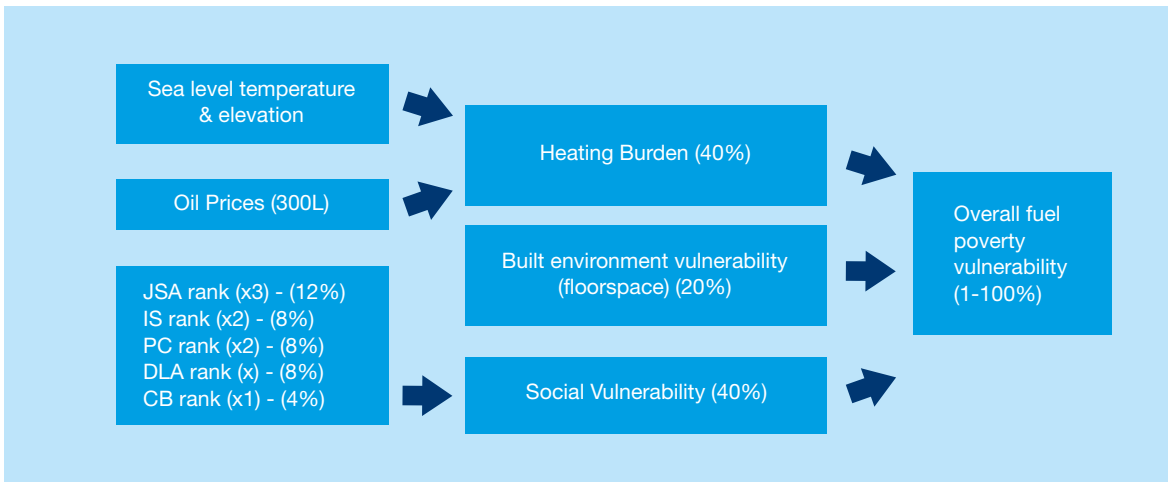 Sea level temperature
& elevation
Oil Prices (300L)
JSA rank (x3) - (12%)
IS rank (x2) - (8%)
PC rank (x2) - (8%)
DLA rank (x) - (8%)
CB rank (x1) - (4%)
Heating Burden (40%)
Built environment vulnerability
(floorspace) (20%)
Social Vulnerability (40%)
Overall fuel
poverty
vulnerability
(1-100%)